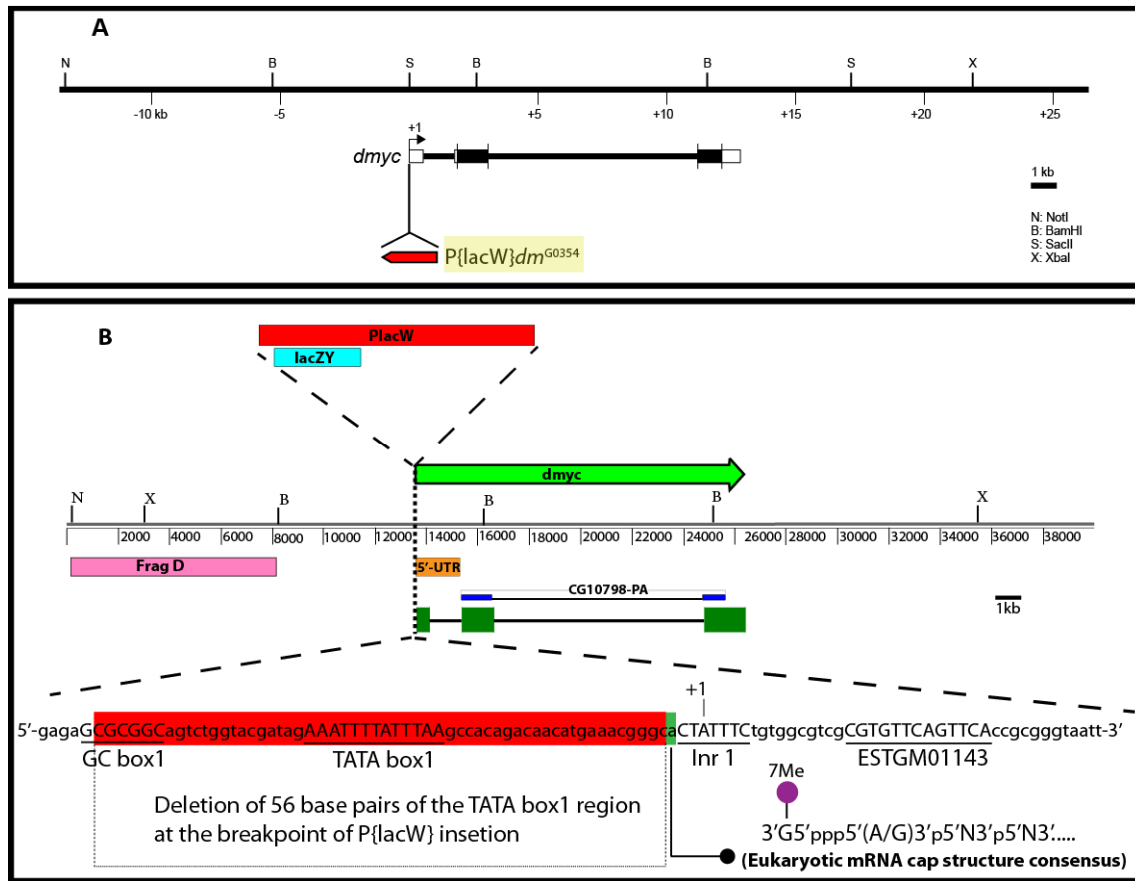 A
N B S B B S X
-10 kb -5 +5 +10 +15 +20 +25
+1
dmyc
1 kb
P{lacW}dmG0354
N: NotI
B: BamHI
S: SacII
X: XbaI
B
PlacW
lacZY
dmyc
N X B B B X
2000 4000 6000 8000 10000 12000 14000 16000 18000 20000 22000 24000 26000 28000 30000 32000 34000 36000 38000
Frag D
5'-UTR
CG10798-PA
1kb
+1
5'-gagaGCGCGGCagtctggtacgatagAAATTTTATTTAAgccacagacaacatgaaacgggcaCTATTTCtgtggcgtcgCGTGTTCAGTTCAccgcgggtaatt-3'
GC box1 TATA box1 Inr 1 ESTGM01143
7Me
Deletion of 56 base pairs of the TATA box1 region
at the breakpoint of P{lacW} insetion
3'G5'ppp5'(A/G)3'p5'N3'p5'N3'.....
(Eukaryotic mRNA cap structure consensus)